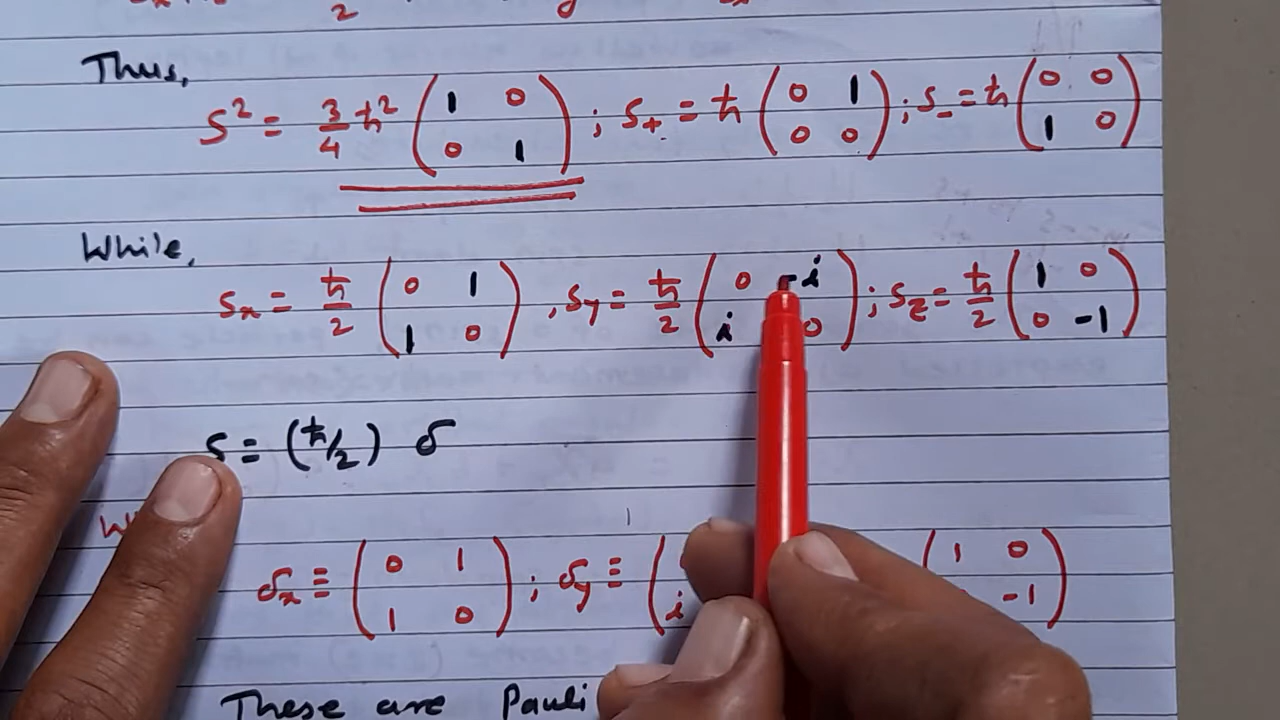 Thus,
S² = 3/4 ħ² (1 0 0 1) ; S₊ = ħ (0 1 0 0) ; S₋ = ħ (0 0 1 0)
While,
Sx = ħ/2 (0 1 1 0) , Sy = ħ/2 (0 -i i 0) ; Sz = ħ/2 (1 0 0 -1)
S = (ħ/2) σ
σx ≡ (0 1 1 0) ; σy ≡ ( i ( 1 0 -1)
These are Pauli